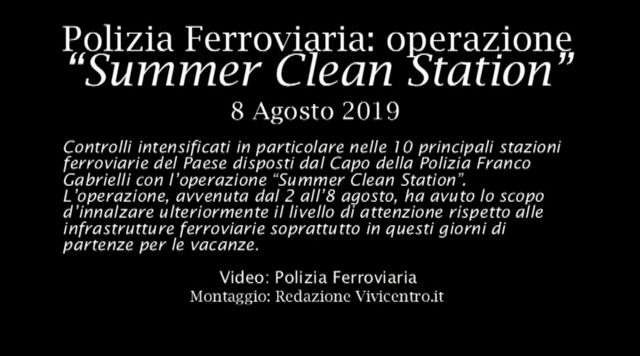 Polizia Ferroviaria: operazione
“Summer Clean Station”
8 Agosto 2019
Controlli intensificati in particolare nelle 10 principali stazioni
ferroviarie del Paese disposti dal Capo della Polizia Franco
Gabrielli con l'operazione “Summer Clean Station”.
L'operazione, avvenuta dal 2 all'8 agosto, ha avuto lo scopo
d'innalzare ulteriormente il livello di attenzione rispetto alle
infrastrutture ferroviarie soprattutto in questi giorni di
partenze per le vacanze.
Video: Polizia Ferroviaria
Montaggio: Redazione Vivicentro.it